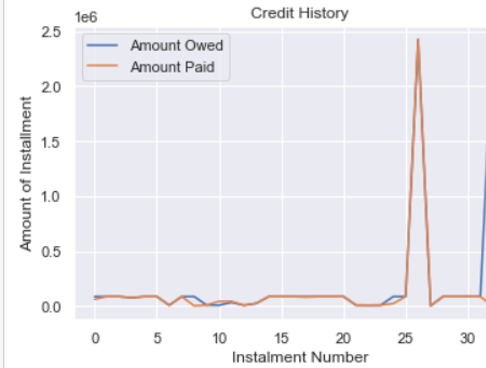 Credit History
1e6
2.5
2.0
1.5
1.0
0.5
0.0
Amount of Installment
Amount Owed
Amount Paid
0 5 10 15 20 25 30
Instalment Number